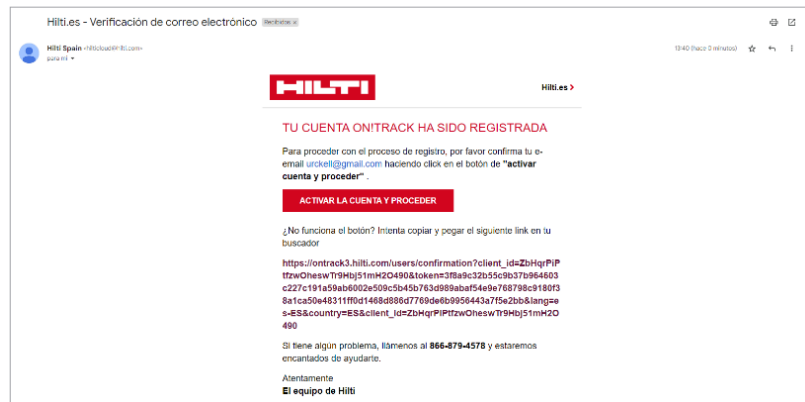 Hilti.es - Verificación de correo electrónico Recibidos x
Hilti Spain <hilticloud@hilti.com>
para mí
10:40 (hace 0 minutos)
HILTI
Hilti.es
TU CUENTA ON!TRACK HA SIDO REGISTRADA
Para proceder con el proceso de registro, por favor confirma tu e-
email urckell@gmail.com haciendo click en el botón de "activar
cuenta y proceder" .
ACTIVAR LA CUENTA Y PROCEDER
¿No funciona el botón? Intenta copiar y pegar el siguiente link en tu
buscador
https://ontrack3.hilti.com/users/confirmation?client_id=ZbHqrPiP
tfzwOheswTr9Hbj51mH2O490&token=3f8a9c32b55c9b37b964603
c227c191a59ab6002e509c5b45b763d989abaf54e9e768798c9180f3
8a1ca50e48311ff0d1468d886d7769de6b9956443a7f5e2bb&lang=e
s-ES&country=ES&client_id=ZbHqrPiPtfzwOheswTr9Hbj51mH2O
490
Si tiene algún problema, llámenos al 866-879-4578 y estaremos
encantados de ayudarte.
Atentamente
El equipo de Hilti